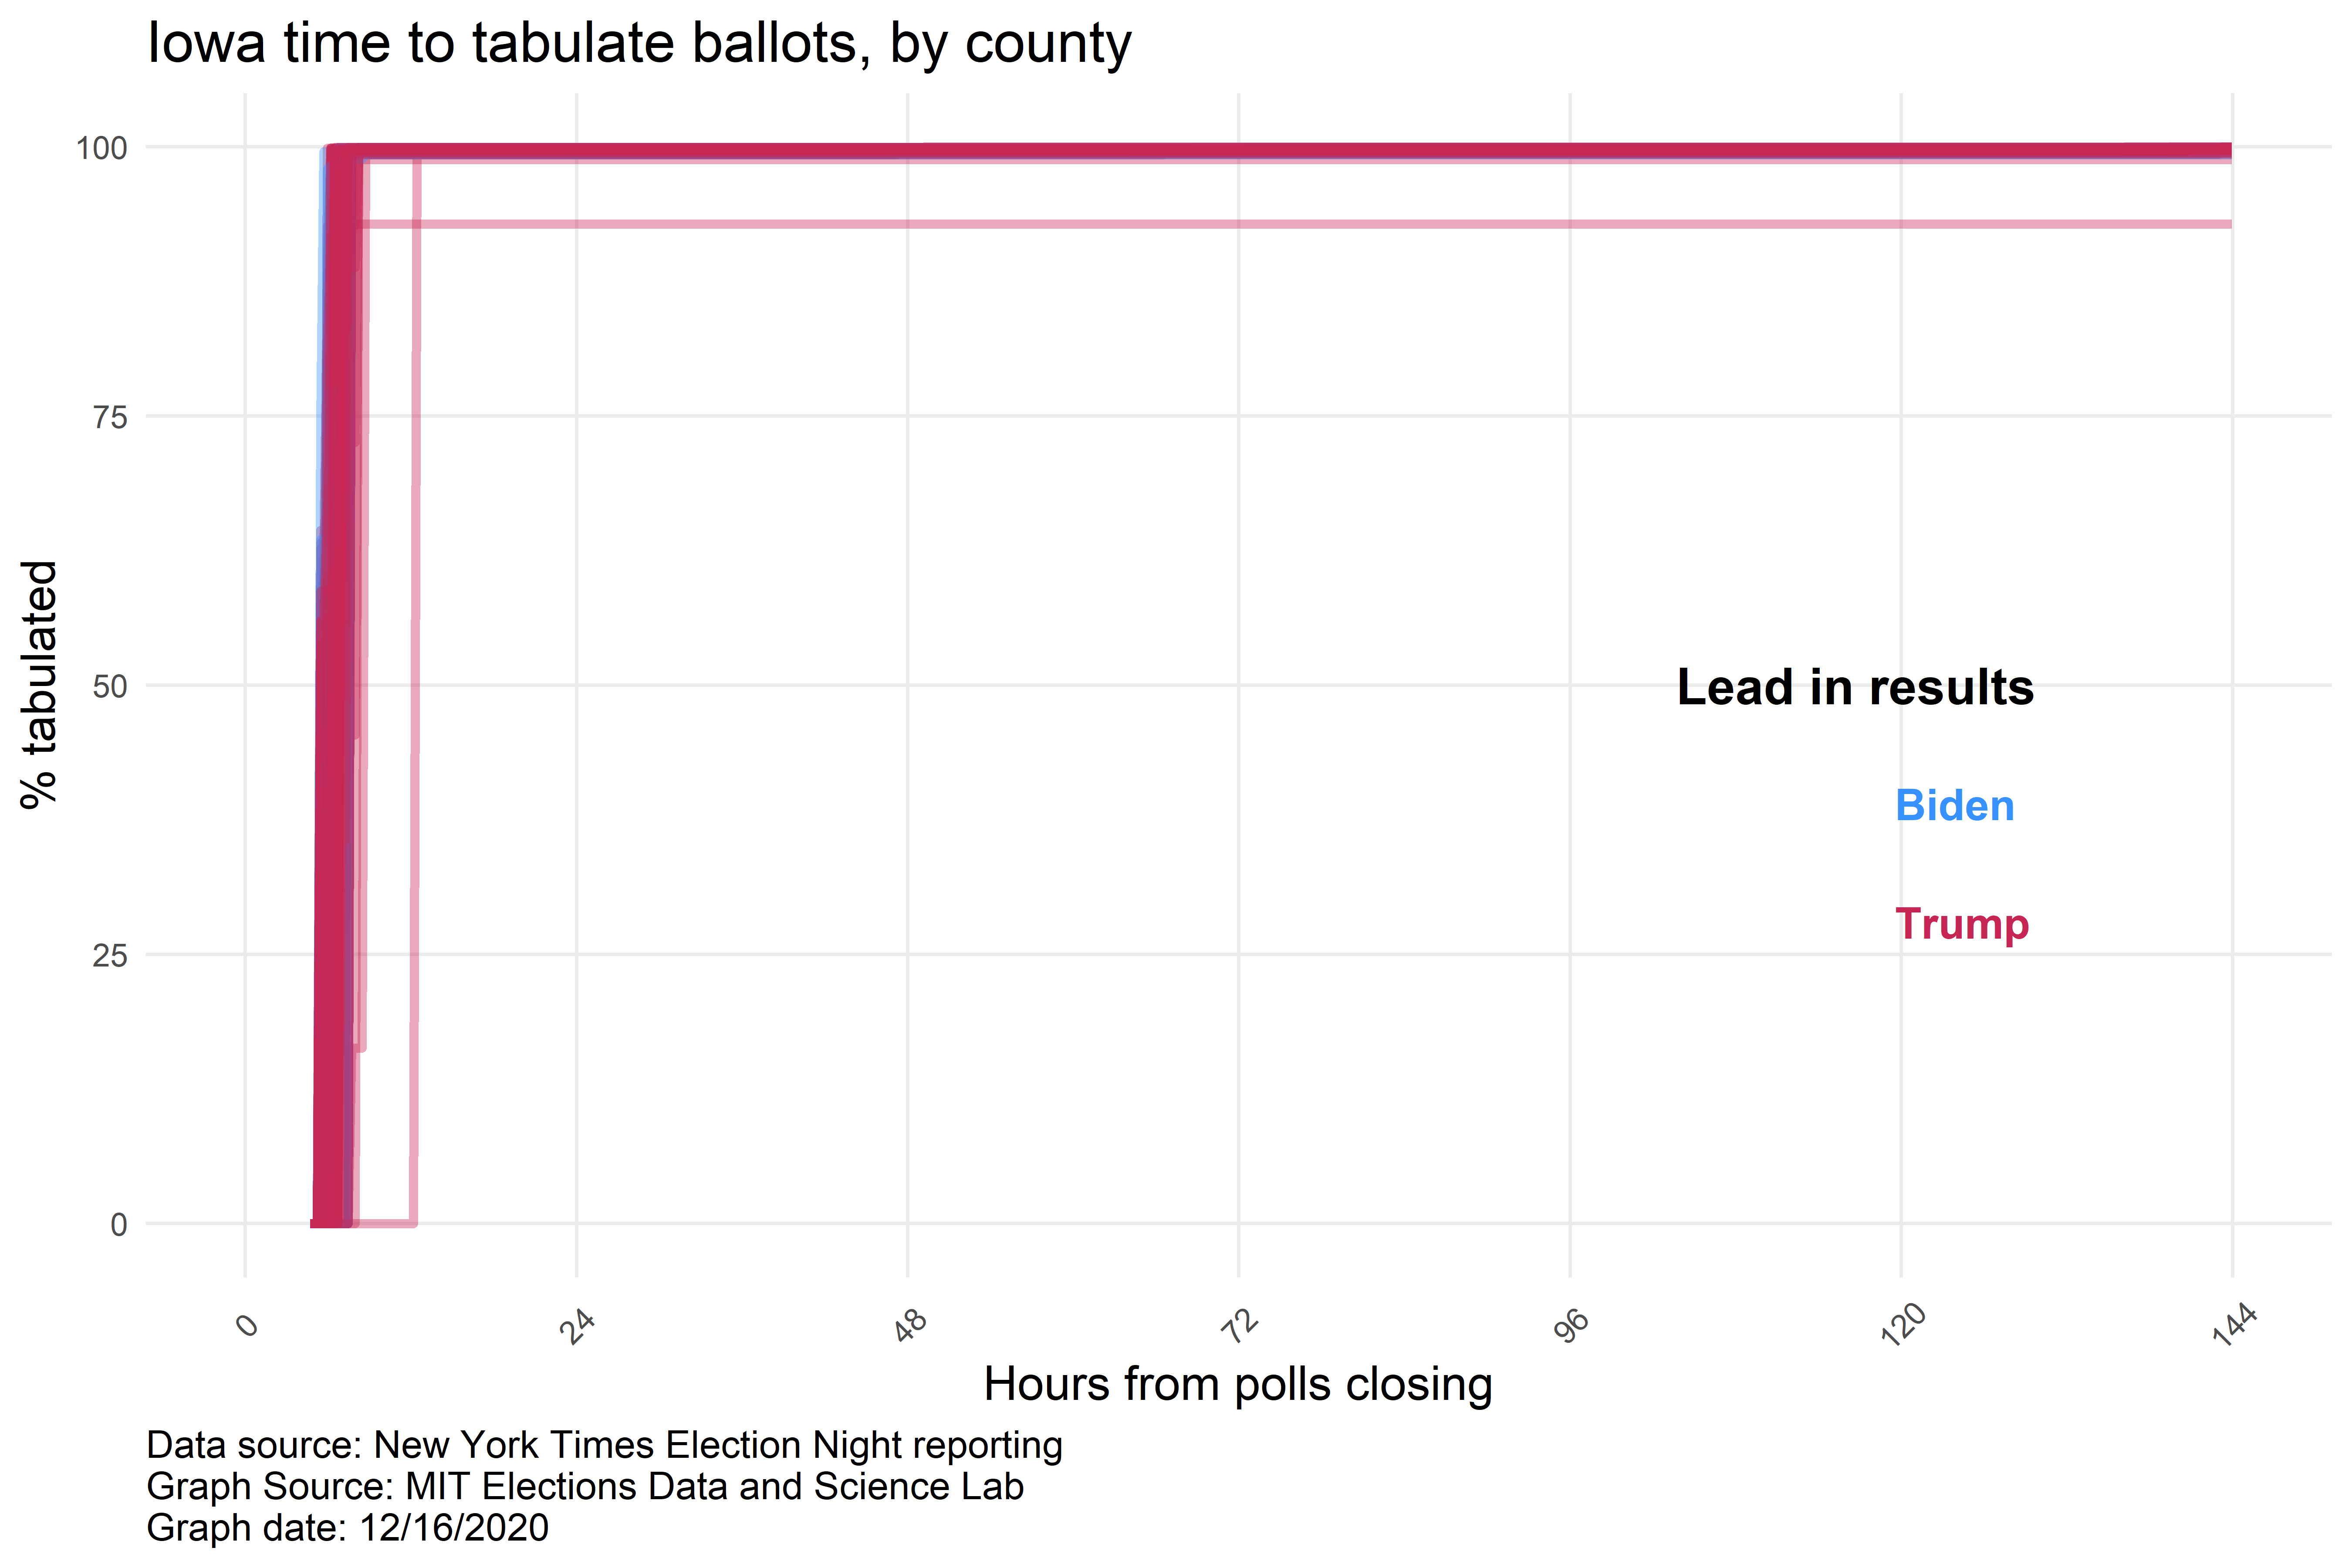 Iowa time to tabulate ballots, by county
100
75
50
25
0
% tabulated
Lead in results
Biden
Trump
0
24
48
72
96
120
144
Hours from polls closing
Data source: New York Times Election Night reporting
Graph Source: MIT Elections Data and Science Lab
Graph date: 12/16/2020